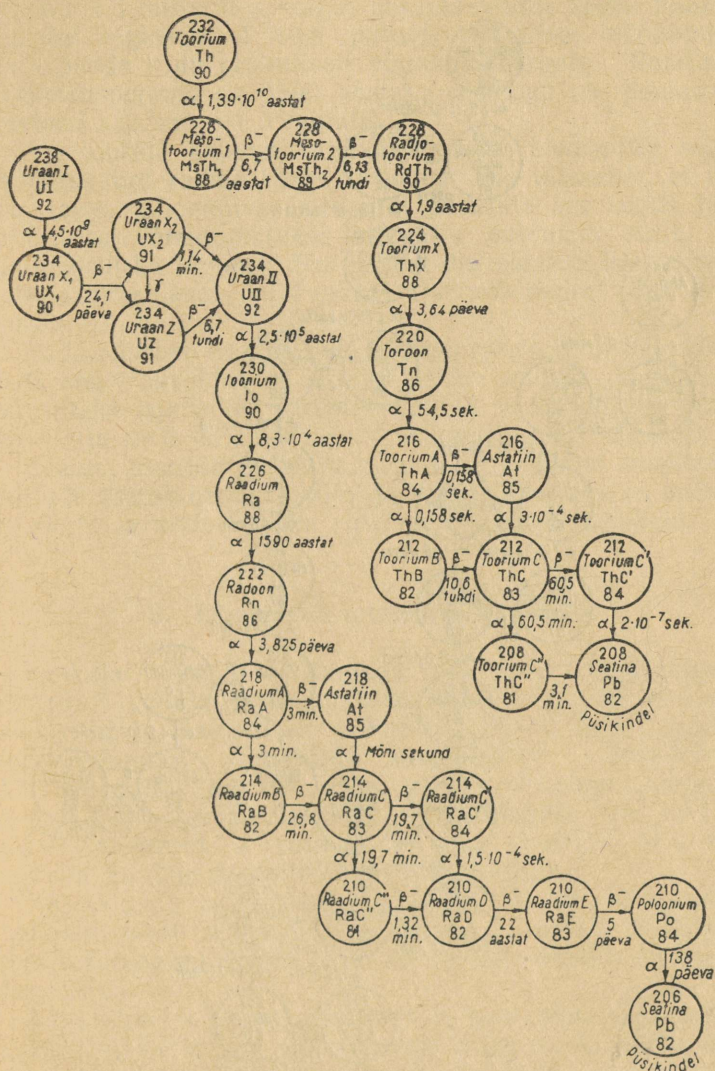 232
Toorium
Th
90
α 1,39·10¹⁰ aastat
228
Meso-
toorium 1
MsTh₁
88
β⁻
6,7
aastat
228
Meso-
toorium 2
MsTh₂
89
β⁻
6,13
tundi
228
Radio-
toorium
RdTh
90
α 1,9 aastat
224
Toorium X
ThX
88
α 3,64 päeva
220
Toroon
Tn
86
α 54,5 sek.
216
Toorium A
ThA
84
β⁻
0,158
sek.
216
Astatiin
At
85
α 0,158 sek.
α 3·10⁻⁴ sek.
212
Toorium B
ThB
82
β⁻
10,6
tundi
212
Toorium C
ThC
83
β⁻
60,5
min.
212
Toorium C'
ThC'
84
α 60,5 min.
α 2·10⁻⁷ sek.
208
Toorium C"
ThC"
81
3,1
min.
208
Seatina
Pb
82
Püsikindel
238
Uraan I
UI
92
α 4,5·10⁹
aastat
234
Uraan X₁
UX₁
90
β⁻
24,1
päeva
234
Uraan X₂
UX₂
91
β⁻
1,14
min.
γ
234
Uraan Z
UZ
91
β⁻
6,7
tundi
234
Uraan II
UII
92
α 2,5·10⁵ aastat
230
Ioonium
Io
90
α 8,3·10⁴ aastat
226
Raadium
Ra
88
α 1590 aastat
222
Radoon
Rn
86
α 3,825 päeva
218
Raadium A
RaA
84
β⁻
3 min.
218
Astatiin
At
85
α 3 min.
α Mõni sekund
214
Raadium B
RaB
82
β⁻
26,8
min.
214
Raadium C
RaC
83
β⁻
19,7
min.
214
Raadium C'
RaC'
84
α 19,7 min.
α 1,5·10⁻⁴ sek.
210
Raadium C"
RaC"
81
β⁻
1,32
min.
210
Raadium D
RaD
82
β⁻
22
aastat
210
Raadium E
RaE
83
β⁻
5
päeva
210
Poloonium
Po
84
α 138
päeva
206
Seatina
Pb
82
Püsikindel